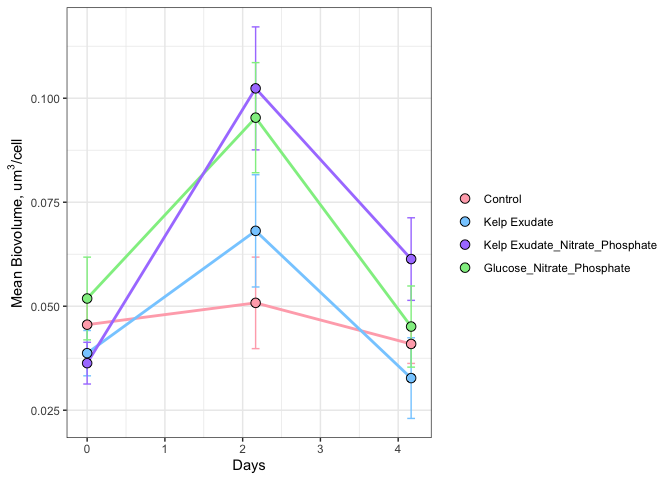 Mean Biovolume, um3/cell
0.100
0.075
0.050
0.025
0 1 2 3 4
Days
Control
Kelp Exudate
Kelp Exudate_Nitrate_Phosphate
Glucose_Nitrate_Phosphate